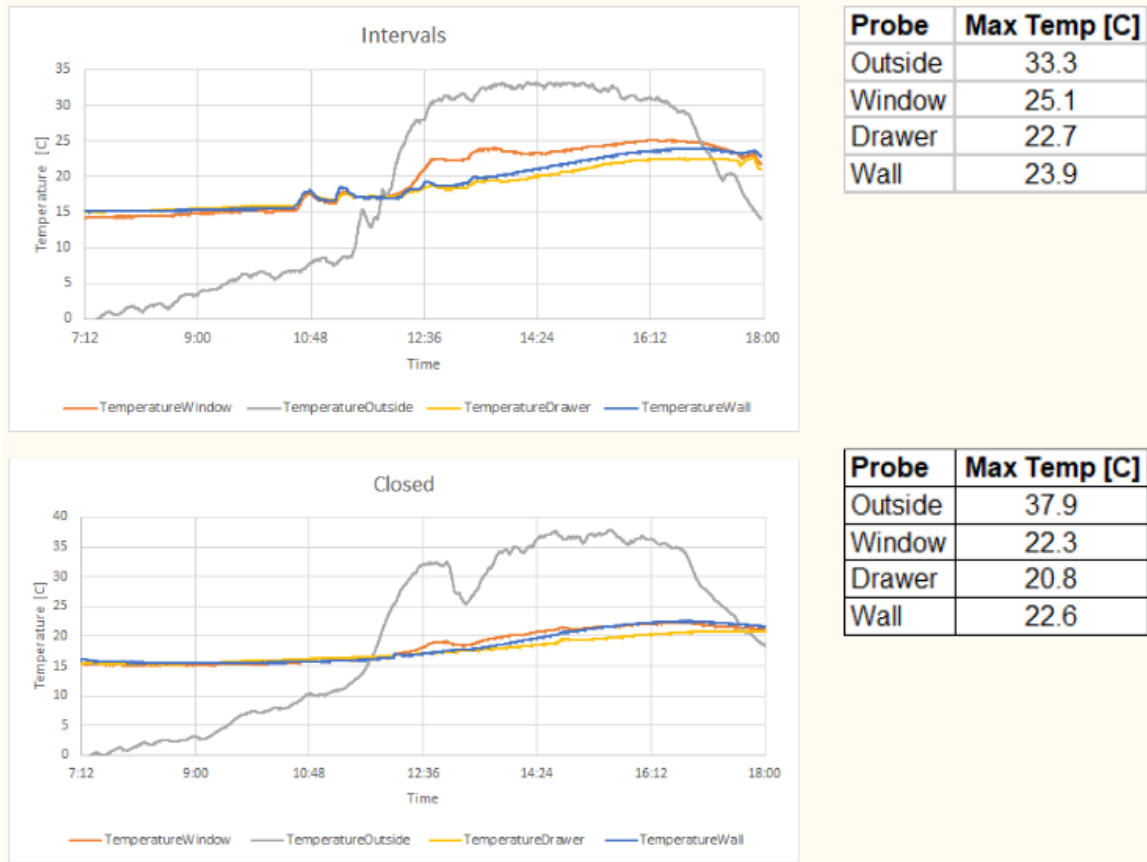 Intervals
35
30
25
20
15
10
5
0
Temperature [C]
7:12 9:00 10:48 12:36 14:24 16:12 18:00
Time
TemperatureWindow TemperatureOutside TemperatureDrawer TemperatureWall
Probe Max Temp [C]
Outside 33.3
Window 25.1
Drawer 22.7
Wall 23.9
Closed
40
35
30
25
20
15
10
5
0
Temperature [C]
7:12 9:00 10:48 12:36 14:24 16:12 18:00
Time
TemperatureWindow TemperatureOutside TemperatureDrawer TemperatureWall
Probe Max Temp [C]
Outside 37.9
Window 22.3
Drawer 20.8
Wall 22.6